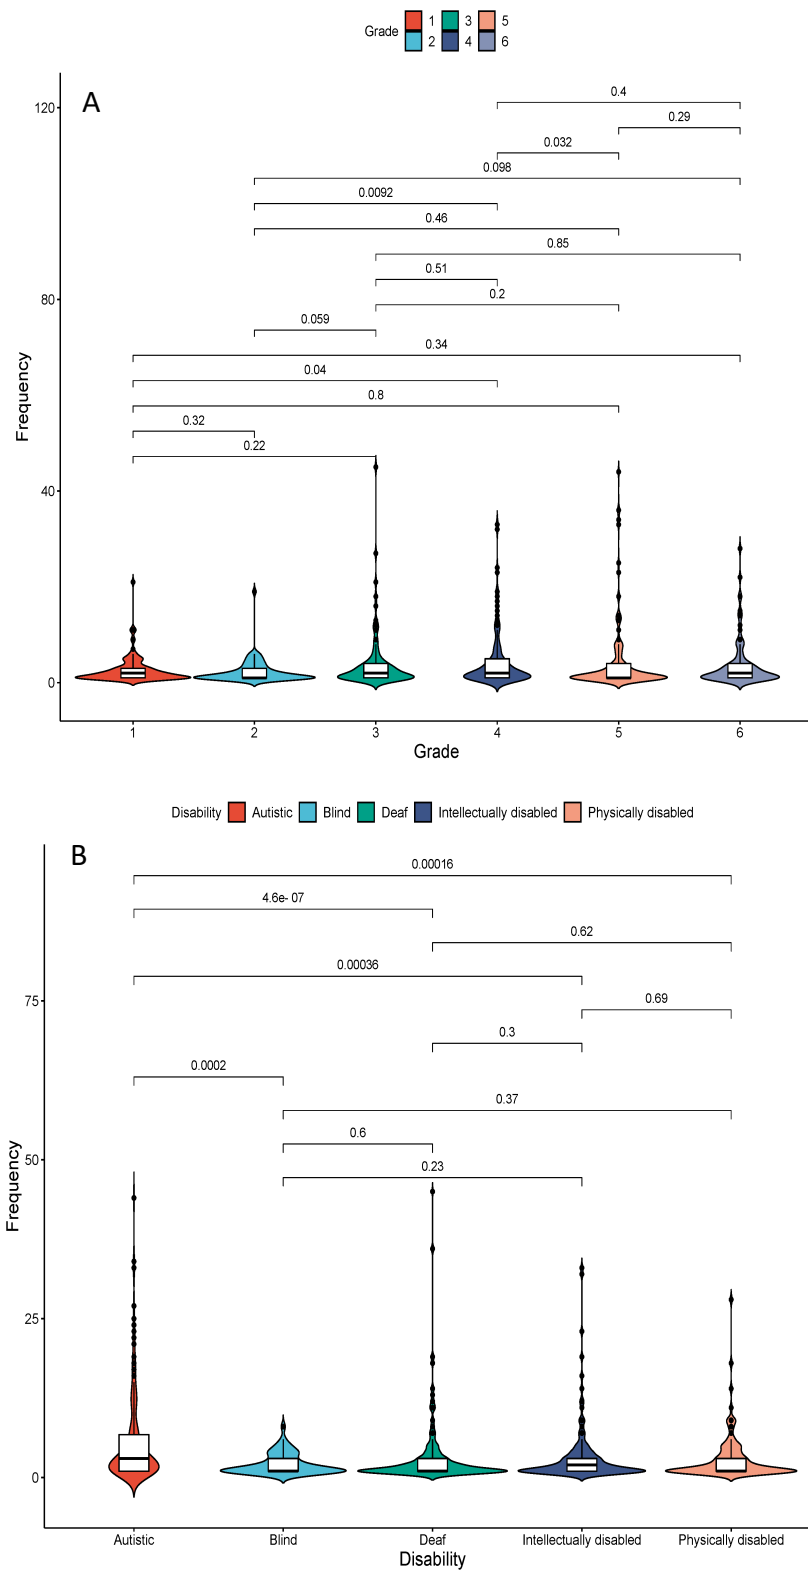 Grade 1 3 5
2 4 6
A
120
0.4
0.29
0.032
0.098
0.0092
0.46
0.85
0.51
80
0.2
0.059
0.34
0.04
0.8
0.32
0.22
40
0
Frequency
1 2 3 4 5 6
Grade
Disability Autistic Blind Deaf Intellectually disabled Physically disabled
B
0.00016
4.6e- 07
0.62
0.00036
75
0.69
0.3
0.0002
0.37
0.6
50
0.23
25
0
Frequency
Autistic Blind Deaf Intellectually disabled Physically disabled
Disability